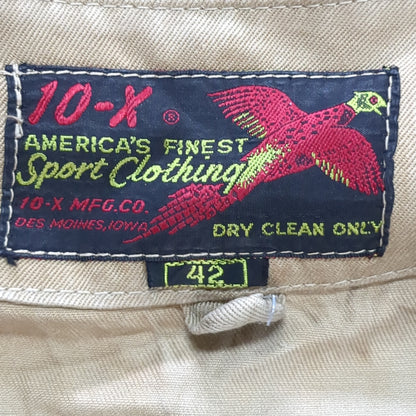 10-X ®
AMERICA'S FINEST
Sport Clothing
10-X MFG.CO.
DES MOINES, IOWA
DRY CLEAN ONLY
42